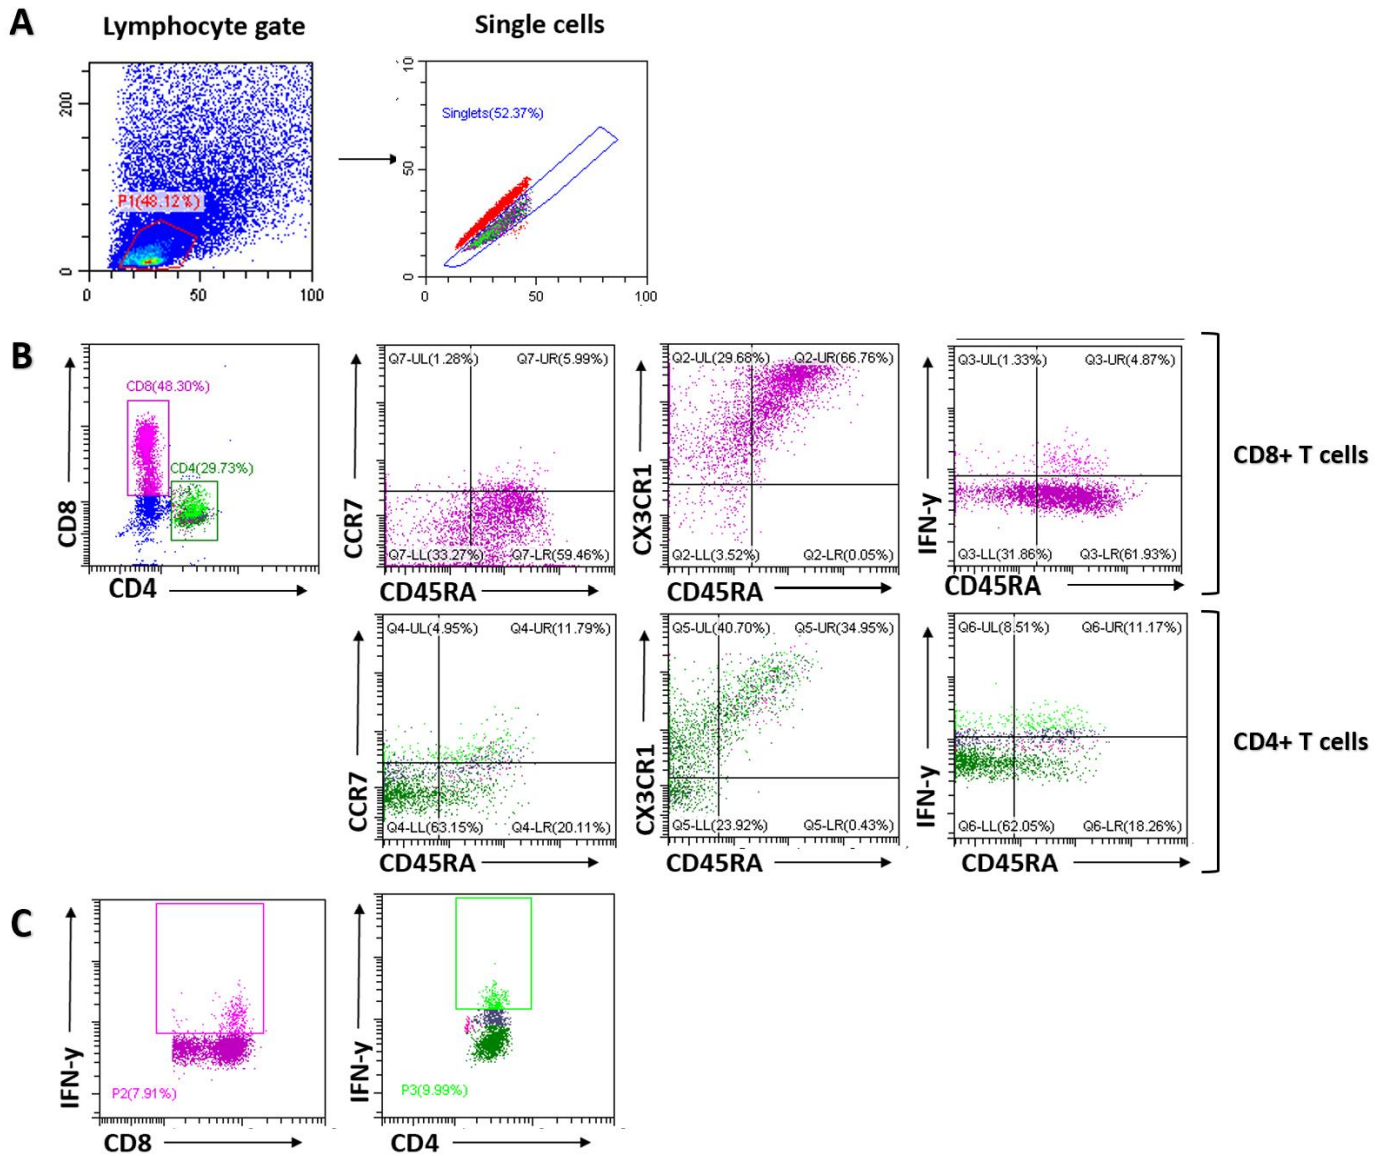 A
Lymphocyte gate
Single cells
200
0
P1(48.12%)
0
50
100
10
50
0
Singlets(52.37%)
0
50
100
B
CD8
CD8(48.30%)
CD4(29.73%)
CD4
CCR7
Q7-UL(1.28%)
Q7-UR(5.99%)
Q7-LL(33.27%)
Q7-LR(59.46%)
CD45RA
CX3CR1
Q2-UL(29.68%)
Q2-UR(66.76%)
Q2-LL(3.52%)
Q2-LR(0.05%)
CD45RA
IFN-y
Q3-UL(1.33%)
Q3-UR(4.87%)
Q3-LL(31.86%)
Q3-LR(61.93%)
CD45RA
CD8+ T cells
CCR7
Q4-UL(4.95%)
Q4-UR(11.79%)
Q4-LL(63.15%)
Q4-LR(20.11%)
CD45RA
CX3CR1
Q5-UL(40.70%)
Q5-UR(34.95%)
Q5-LL(23.92%)
Q5-LR(0.43%)
CD45RA
IFN-y
Q6-UL(8.51%)
Q6-UR(11.17%)
Q6-LL(62.05%)
Q6-LR(18.26%)
CD45RA
CD4+ T cells
C
IFN-y
P2(7.91%)
CD8
IFN-y
P3(9.99%)
CD4